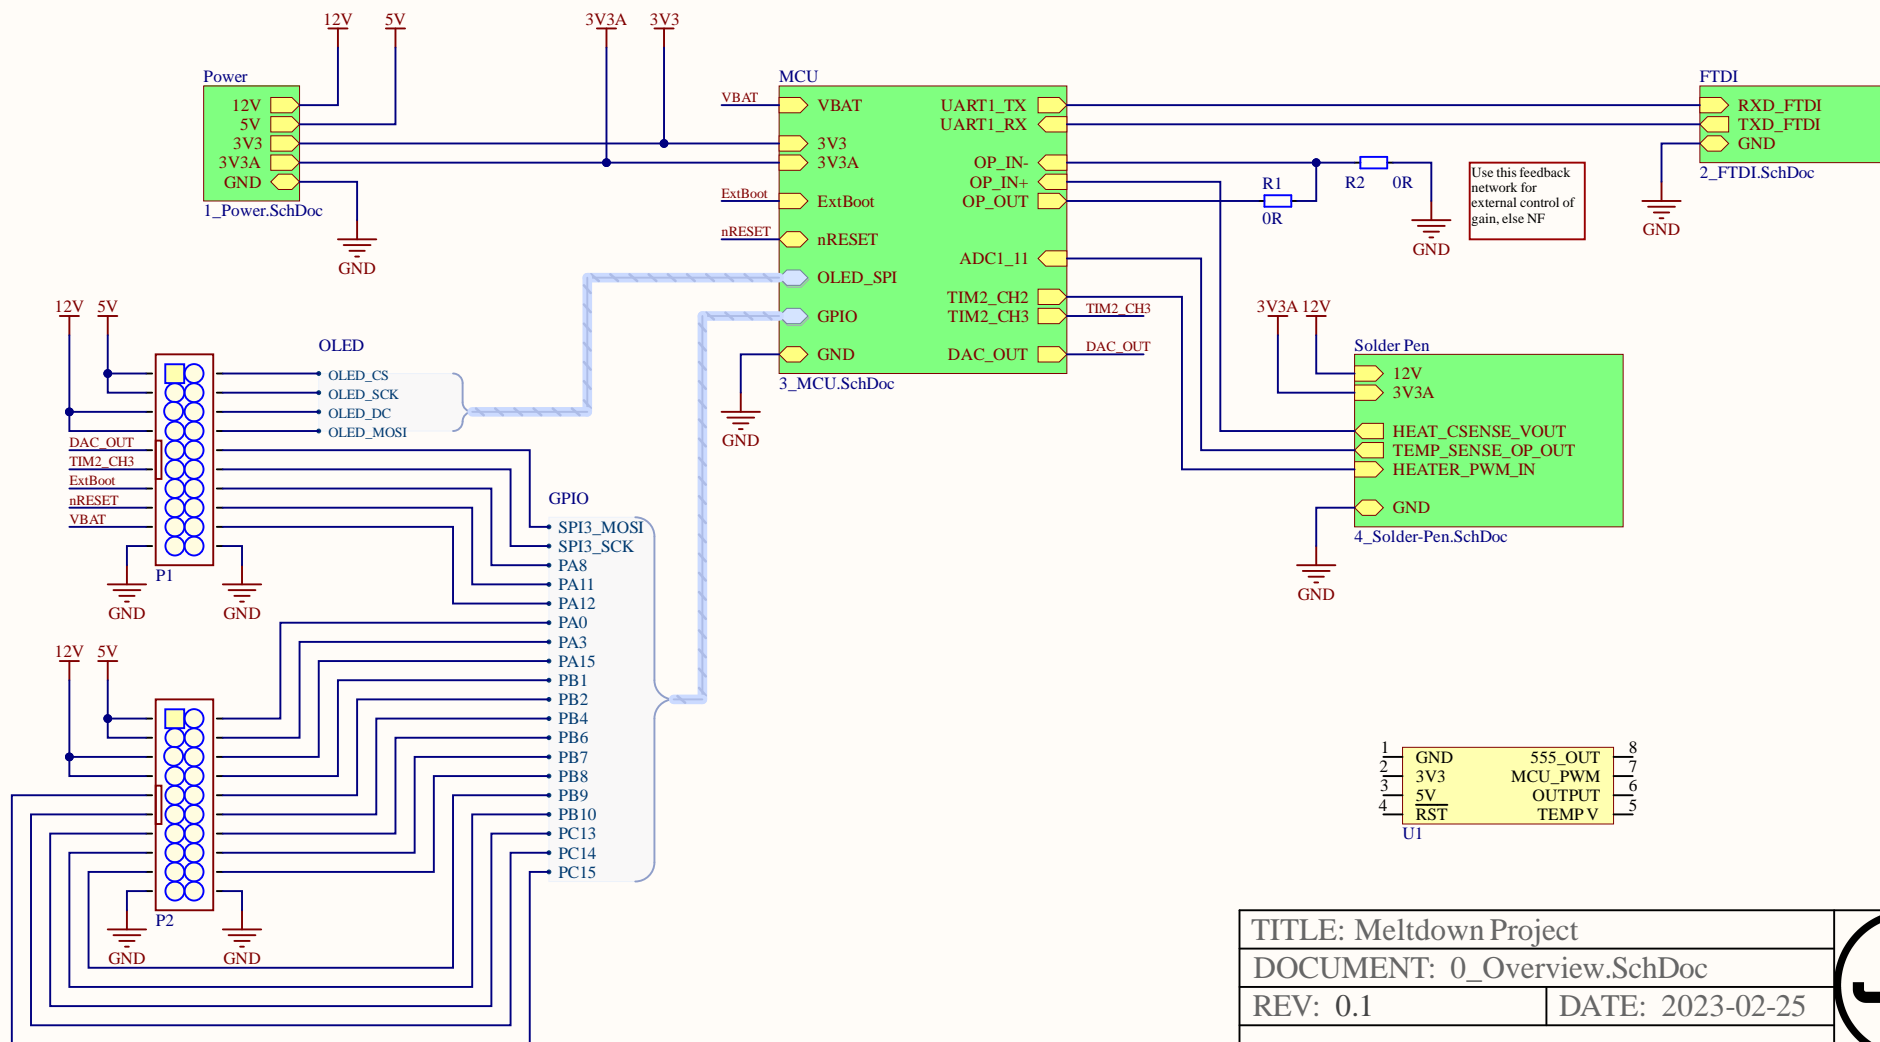 12V
5V
3V3A
3V3
Power
12V
5V
3V3
3V3A
GND
1_Power.SchDoc
GND
MCU
VBAT
VBAT
3V3
3V3A
ExtBoot
ExtBoot
nRESET
nRESET
OLED_SPI
GPIO
GND
3_MCU.SchDoc
GND
UART1_TX
UART1_RX
OP_IN-
OP_IN+
OP_OUT
ADC1_11
TIM2_CH2
TIM2_CH3
TIM2_CH3
DAC_OUT
DAC_OUT
R1
0R
R2
0R
GND
Use this feedback
network for
external control of
gain, else NF
FTDI
RXD_FTDI
TXD_FTDI
GND
2_FTDI.SchDoc
GND
3V3A
12V
Solder Pen
12V
3V3A
HEAT_CSENSE_VOUT
TEMP_SENSE_OP_OUT
HEATER_PWM_IN
GND
4_Solder-Pen.SchDoc
GND
12V
5V
OLED
OLED_CS
OLED_SCK
OLED_DC
OLED_MOSI
DAC_OUT
TIM2_CH3
ExtBoot
nRESET
VBAT
P1
GND
GND
GPIO
SPI3_MOSI
SPI3_SCK
PA8
PA11
PA12
PA0
PA3
PA15
PB1
PB2
PB4
PB6
PB7
PB8
PB9
PB10
PC13
PC14
PC15
12V
5V
P2
GND
GND
1
GND
555_OUT
8
2
3V3
MCU_PWM
7
3
5V
OUTPUT
6
4
RST
TEMP V
5
U1
TITLE: Meltdown Project
DOCUMENT: 0_Overview.SchDoc
REV: 0.1
DATE: 2023-02-25